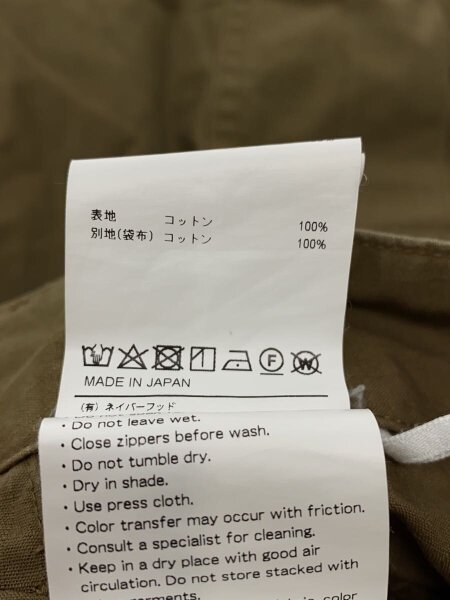 表地 コットン 100%
別地(袋布) コットン 100%
MADE IN JAPAN
(有) ネイバーフッド
• Do not leave wet.
• Close zippers before wash.
• Do not tumble dry.
• Dry in shade.
• Use press cloth.
• Color transfer may occur with friction.
• Consult a specialist for cleaning.
• Keep in a dry place with good air
circulation. Do not store stacked with